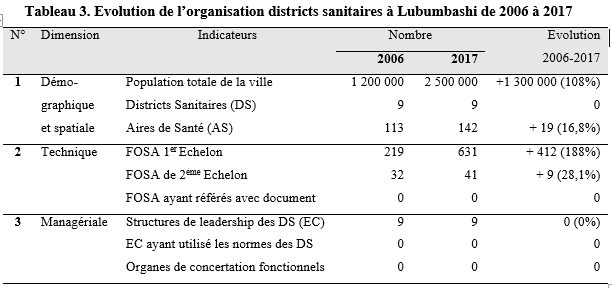 Tableau 3. Evolution de l’organisation districts sanitaires à Lubumbashi de 2006 à 2017
N° Dimension Indicateurs Nombre Evolution
2006 2017 2006-2017
1 Démo- Population totale de la ville 1 200 000 2 500 000 +1 300 000 (108%)
graphique Districts Sanitaires (DS) 9 9 0
et spatiale Aires de Santé (AS) 113 142 + 19 (16,8%)
2 Technique FOSA 1er Echelon 219 631 + 412 (188%)
FOSA de 2ème Echelon 32 41 + 9 (28,1%)
FOSA ayant référés avec document 0 0 0
3 Managériale Structures de leadership des DS (EC) 9 9 0 (0%)
EC ayant utilisé les normes des DS 0 0 0
Organes de concertation fonctionnels 0 0 0